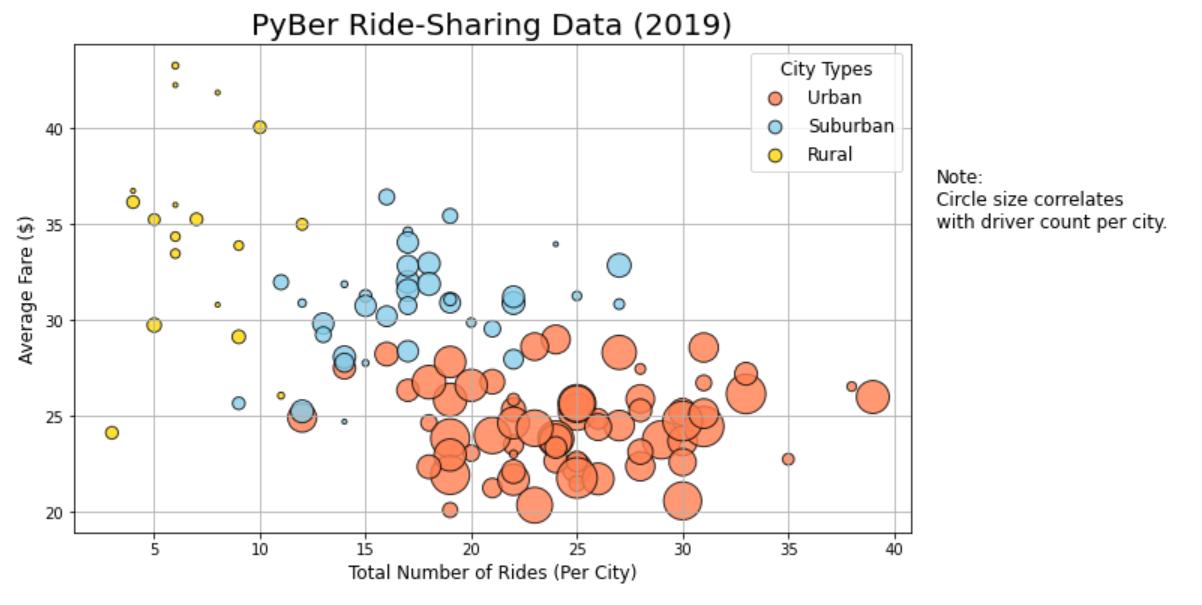 PyBer Ride-Sharing Data (2019)
City Types
Urban
Suburban
Rural
Note:
Circle size correlates
with driver count per city.
Average Fare ($)
40
35
30
25
20
5 10 15 20 25 30 35 40
Total Number of Rides (Per City)